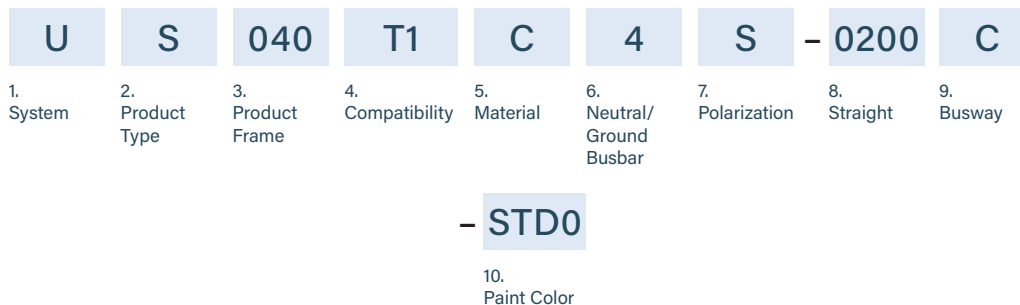 U S 040 T1 C 4 S – 0200 C
1. 2. 3. 4. 5. 6. 7. 8. 9.
System Product Product Compatibility Material Neutral/ Polarization Straight Busway
Type Frame Ground
Busbar
– STD0
10.
Paint Color